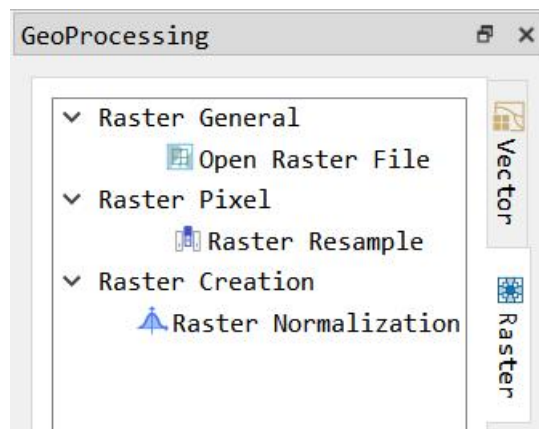 GeoProcessing
Raster General
Open Raster File
Raster Pixel
Raster Resample
Raster Creation
Raster Normalization
Vector
Raster